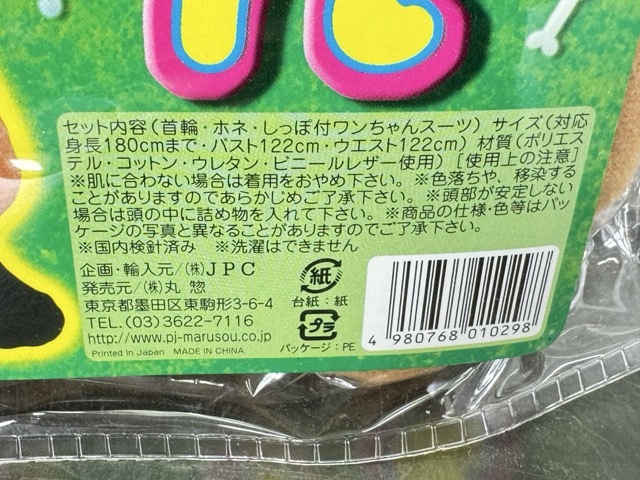 セット内容(首輪・ホネ・しっぽ付ワンちゃんスーツ) サイズ(対応
身長180cmまで・バスト122cm・ウエスト122cm) 材質(ポリエス
テル・コットン・ウレタン・ビニールレザー使用)[使用上の注意]
※肌に合わない場合は着用をおやめ下さい。※色落ちや、移染する
ことがありますのであらかじめご了承下さい。※頭部が安定しない
場合は頭の中に詰め物を入れて下さい。※商品の仕様・色等はパッ
ケージの写真と異なることがありますのでご了承下さい。
※国内検針済み ※洗濯はできません
企画・輸入元/(株)JPC
発売元/(株)丸 惣
東京都墨田区東駒形3-6-4
TEL.(03)3622-7116
http://www.pj-marusou.co.jp
Printed in Japan MADE IN CHINA
紙
台紙:紙
プラ
パッケージ:PE
4 980768 010298